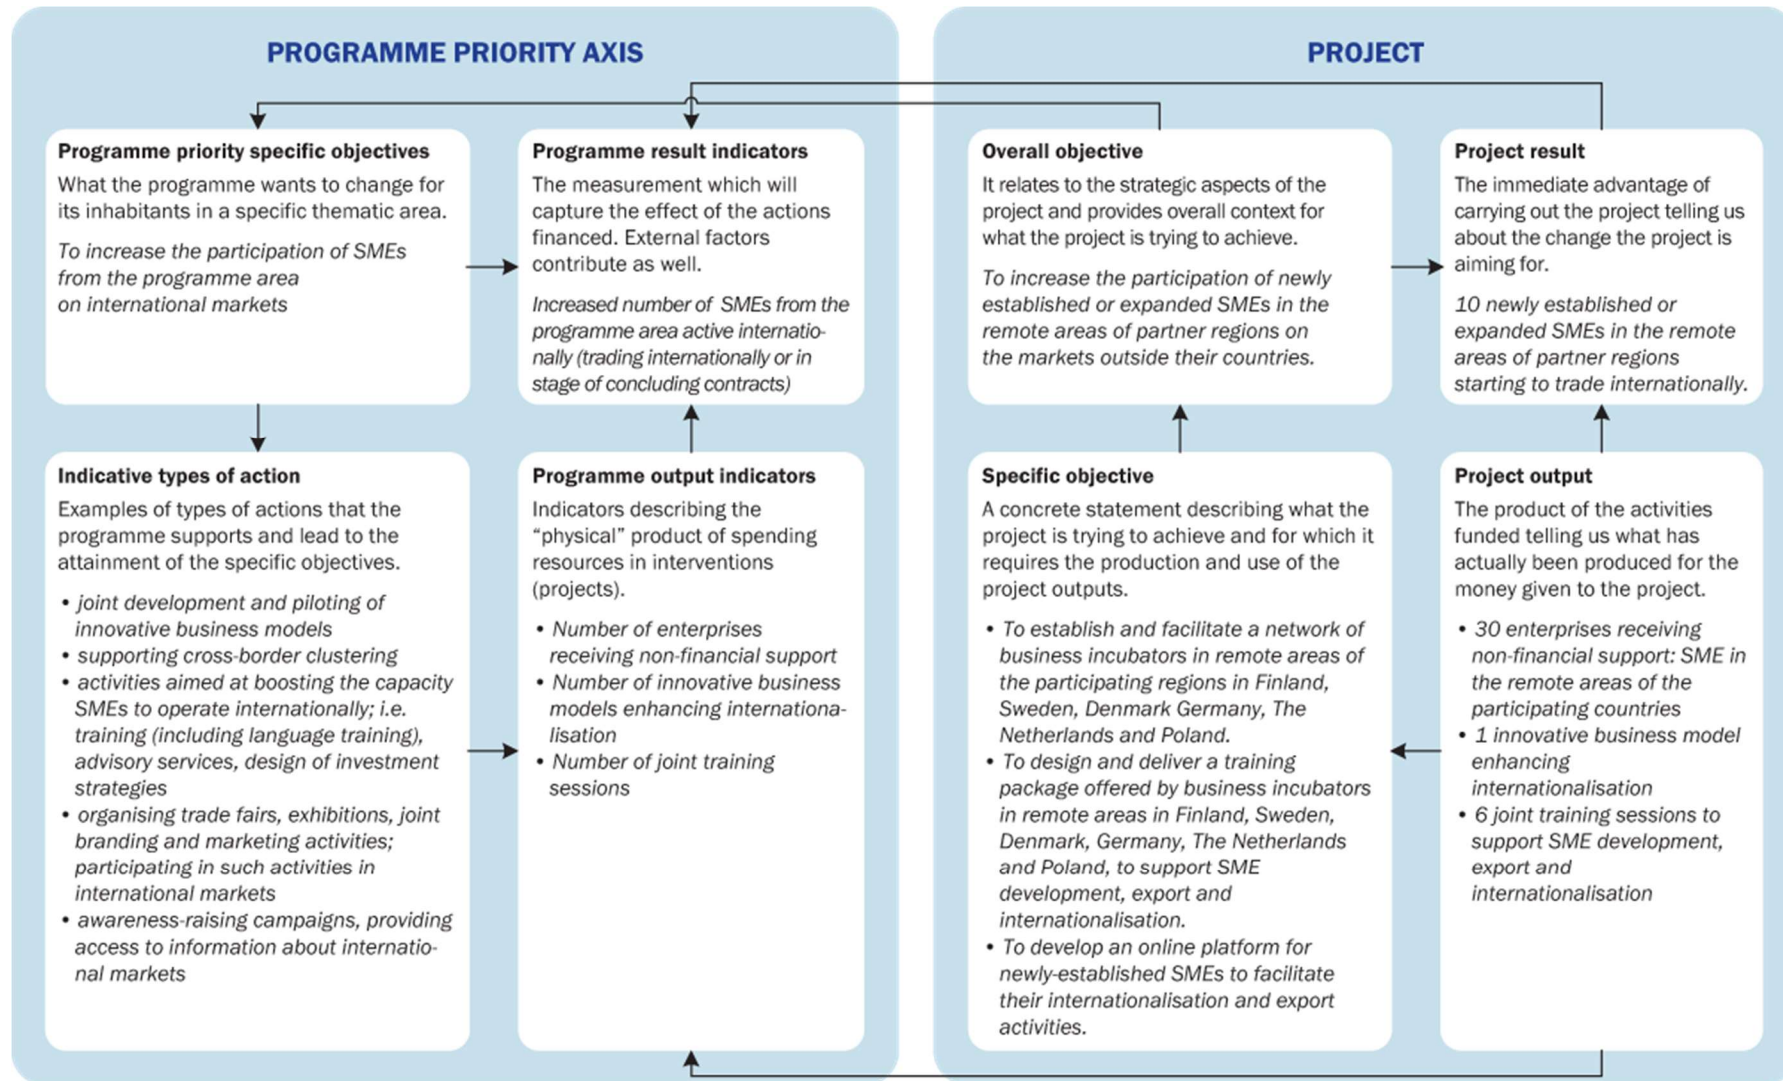 PROGRAMME PRIORITY AXIS
Programme priority specific objectives
What the programme wants to change for
its inhabitants in a specific thematic area.
To increase the participation of SMEs
from the programme area
on international markets
Programme result indicators
The measurement which will
capture the effect of the actions
financed. External factors
contribute as well.
Increased number of SMEs from the
programme area active internatio-
nally (trading internationally or in
stage of concluding contracts)
Indicative types of action
Examples of types of actions that the
programme supports and lead to the
attainment of the specific objectives.
• joint development and piloting of
innovative business models
• supporting cross-border clustering
• activities aimed at boosting the capacity
SMEs to operate internationally; i.e.
training (including language training),
advisory services, design of investment
strategies
• organising trade fairs, exhibitions, joint
branding and marketing activities;
participating in such activities in
international markets
• awareness-raising campaigns, providing
access to information about internatio-
nal markets
Programme output indicators
Indicators describing the
“physical” product of spending
resources in interventions
(projects).
• Number of enterprises
receiving non-financial support
• Number of innovative business
models enhancing internationa-
lisation
• Number of joint training
sessions
PROJECT
Overall objective
It relates to the strategic aspects of the
project and provides overall context for
what the project is trying to achieve.
To increase the participation of newly
established or expanded SMEs in the
remote areas of partner regions on
the markets outside their countries.
Project result
The immediate advantage of
carrying out the project telling us
about the change the project is
aiming for.
10 newly established or
expanded SMEs in the remote
areas of partner regions
starting to trade internationally.
Specific objective
A concrete statement describing what the
project is trying to achieve and for which it
requires the production and use of the
project outputs.
• To establish and facilitate a network of
business incubators in remote areas of
the participating regions in Finland,
Sweden, Denmark Germany, The
Netherlands and Poland.
• To design and deliver a training
package offered by business incubators
in remote areas in Finland, Sweden,
Denmark, Germany, The Netherlands
and Poland, to support SME
development, export and
internationalisation.
• To develop an online platform for
newly-established SMEs to facilitate
their internationalisation and export
activities.
Project output
The product of the activities
funded telling us what has
actually been produced for the
money given to the project.
• 30 enterprises receiving
non-financial support: SME in
the remote areas of the
participating countries
• 1 innovative business model
enhancing
internationalisation
• 6 joint training sessions to
support SME development,
export and
internationalisation